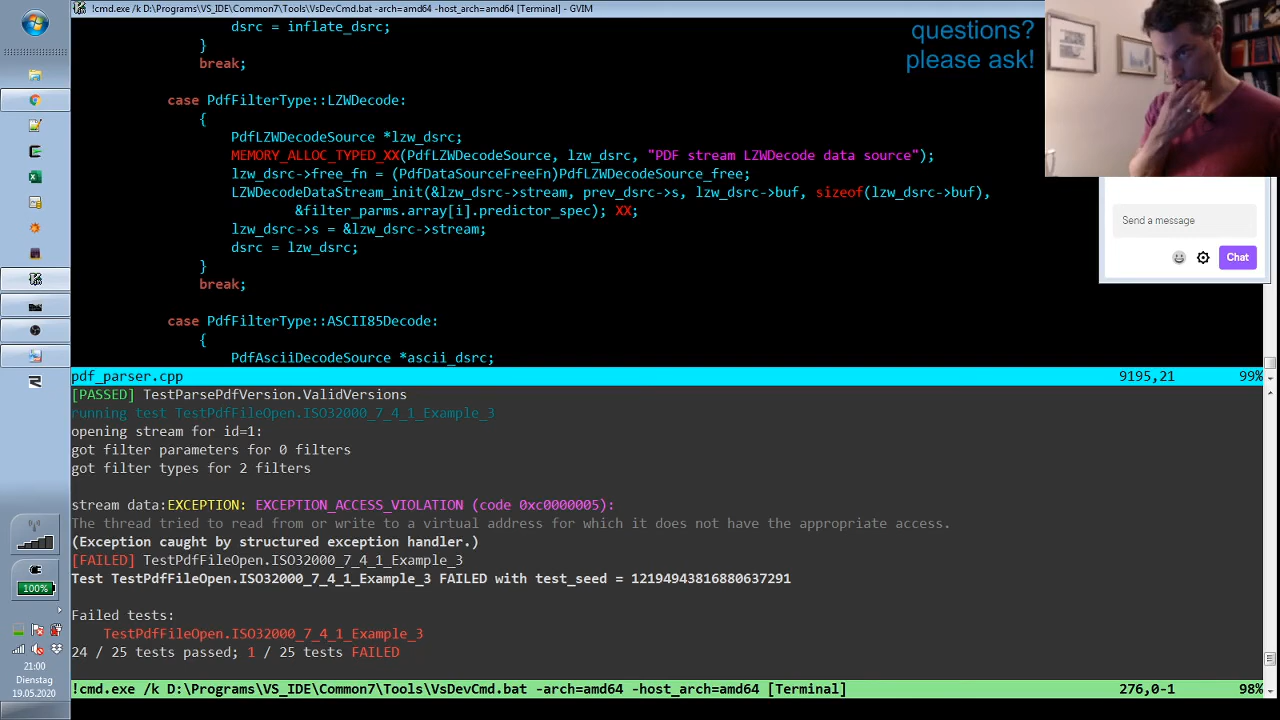 !cmd.exe /k D:\Programs\VS_IDE\Common7\Tools\VsDevCmd.bat -arch=amd64 -host_arch=amd64 [Terminal] - GVIM
dsrc = inflate_dsrc;
}
break;
case PdfFilterType::LZWDecode:
{
PdfLZWDecodeSource *lzw_dsrc;
MEMORY_ALLOC_TYPED_XX(PdfLZWDecodeSource, lzw_dsrc, "PDF stream LZWDecode data source");
lzw_dsrc->free_fn = (PdfDataSourceFreeFn)PdfLZWDecodeSource_free;
LZWDecodeDataStream_init(&lzw_dsrc->stream, prev_dsrc->s, lzw_dsrc->buf, sizeof(lzw_dsrc->buf),
&filter_parms.array[i].predictor_spec); XX;
lzw_dsrc->s = &lzw_dsrc->stream;
dsrc = lzw_dsrc;
}
break;
case PdfFilterType::ASCII85Decode:
{
PdfAsciiDecodeSource *ascii_dsrc;
pdf_parser.cpp 9195,21 99%
[PASSED] TestParsePdfVersion.ValidVersions
running test TestPdfFileOpen.ISO32000_7_4_1_Example_3
opening stream for id=1:
got filter parameters for 0 filters
got filter types for 2 filters
stream data:EXCEPTION: EXCEPTION_ACCESS_VIOLATION (code 0xc0000005):
The thread tried to read from or write to a virtual address for which it does not have the appropriate access.
(Exception caught by structured exception handler.)
[FAILED] TestPdfFileOpen.ISO32000_7_4_1_Example_3
Test TestPdfFileOpen.ISO32000_7_4_1_Example_3 FAILED with test_seed = 12194943816880637291
Failed tests:
TestPdfFileOpen.ISO32000_7_4_1_Example_3
24 / 25 tests passed; 1 / 25 tests FAILED
!cmd.exe /k D:\Programs\VS_IDE\Common7\Tools\VsDevCmd.bat -arch=amd64 -host_arch=amd64 [Terminal] 276,0-1 98%
questions?
please ask!
Send a message
Chat
100%
21:00
Dienstag
19.05.2020